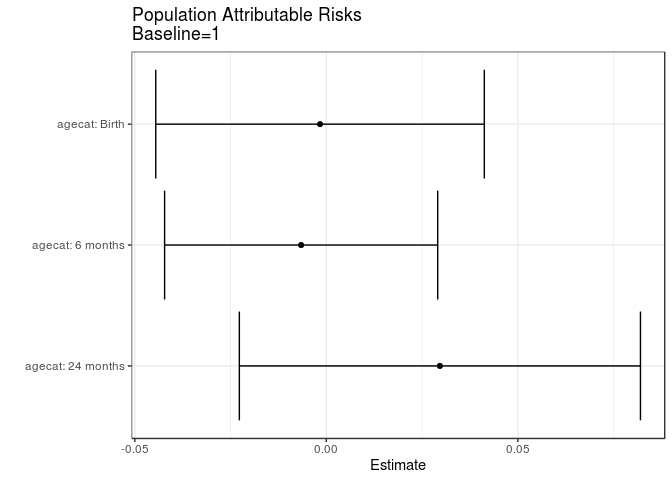 Population Attributable Risks
Baseline=1
agecat: Birth
agecat: 6 months
agecat: 24 months
-0.05
0.00
0.05
Estimate